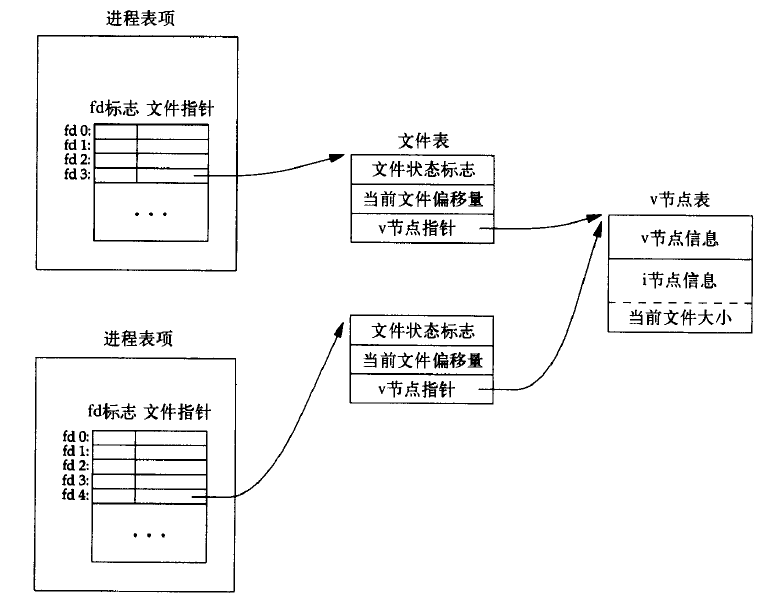 进程表项
fd标志 文件指针
fd 0:
fd 1:
fd 2:
fd 3:
...
文件表
文件状态标志
当前文件偏移量
v节点指针
v节点表
v节点信息
i节点信息
当前文件大小
进程表项
fd标志 文件指针
fd 0:
fd 1:
fd 2:
fd 3:
fd 4:
...
文件状态标志
当前文件偏移量
v节点指针